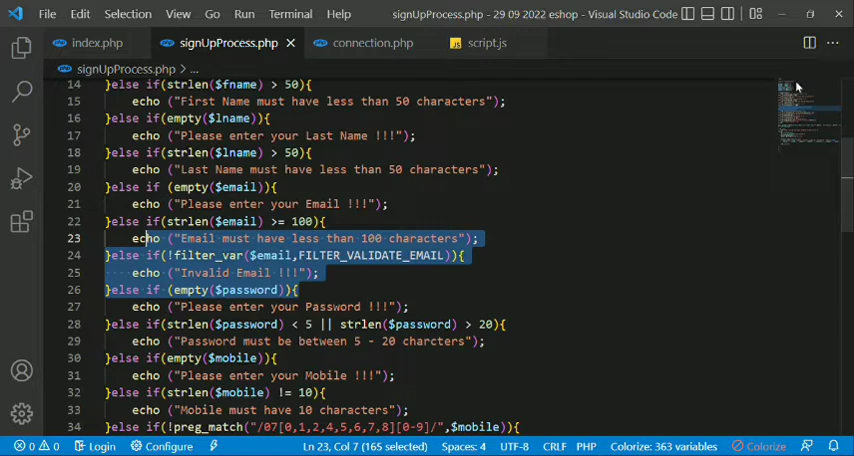 File Edit Selection View Go Run Terminal Help signUpProcess.php - 29 09 2022 eshop - Visual Studio Code
index.php signUpProcess.php connection.php JS script.js
signUpProcess.php > ...
14 }else if(strlen($fname) > 50){
15 echo ("First Name must have less than 50 characters");
16 }else if(empty($lname)){
17 echo ("Please enter your Last Name !!!");
18 }else if(strlen($lname) > 50){
19 echo ("Last Name must have less than 50 characters");
20 }else if (empty($email)){
21 echo ("Please enter your Email !!!");
22 }else if(strlen($email) >= 100){
23 echo ("Email must have less than 100 characters");
24 }else if(!filter_var($email,FILTER_VALIDATE_EMAIL)){
25 echo ("Invalid Email !!!");
26 }else if (empty($password)){
27 echo ("Please enter your Password !!!");
28 }else if(strlen($password) < 5 || strlen($password) > 20){
29 echo ("Password must be between 5 - 20 charcters");
30 }else if(empty($mobile)){
31 echo ("Please enter your Mobile !!!");
32 }else if(strlen($mobile) != 10){
33 echo ("Mobile must have 10 characters");
34 }else if(!preg_match("/07[0,1,2,4,5,6,7,8][0-9]/",$mobile)){
0 0 Login Configure Ln 23, Col 7 (165 selected) Spaces: 4 UTF-8 CRLF PHP Colorize: 363 variables Colorize